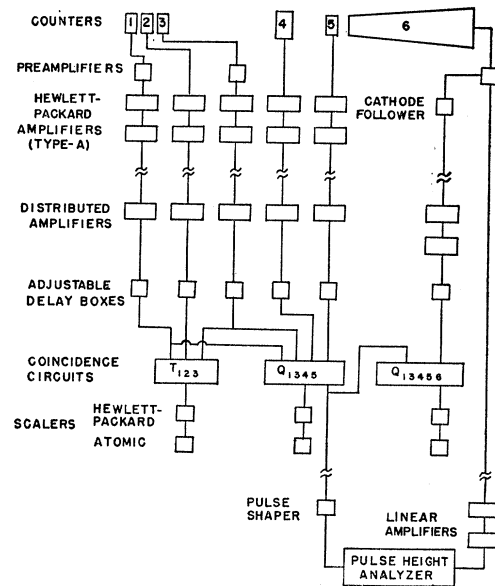 COUNTERS
1 2 3 4 5 6
PREAMPLIFIERS
HEWLETT-
PACKARD
AMPLIFIERS
(TYPE-A)
CATHODE
FOLLOWER
DISTRIBUTED
AMPLIFIERS
ADJUSTABLE
DELAY BOXES
COINCIDENCE
CIRCUITS
T123
Q1345
Q13456
SCALERS
HEWLETT-
PACKARD
ATOMIC
PULSE
SHAPER
LINEAR
AMPLIFIERS
PULSE HEIGHT
ANALYZER